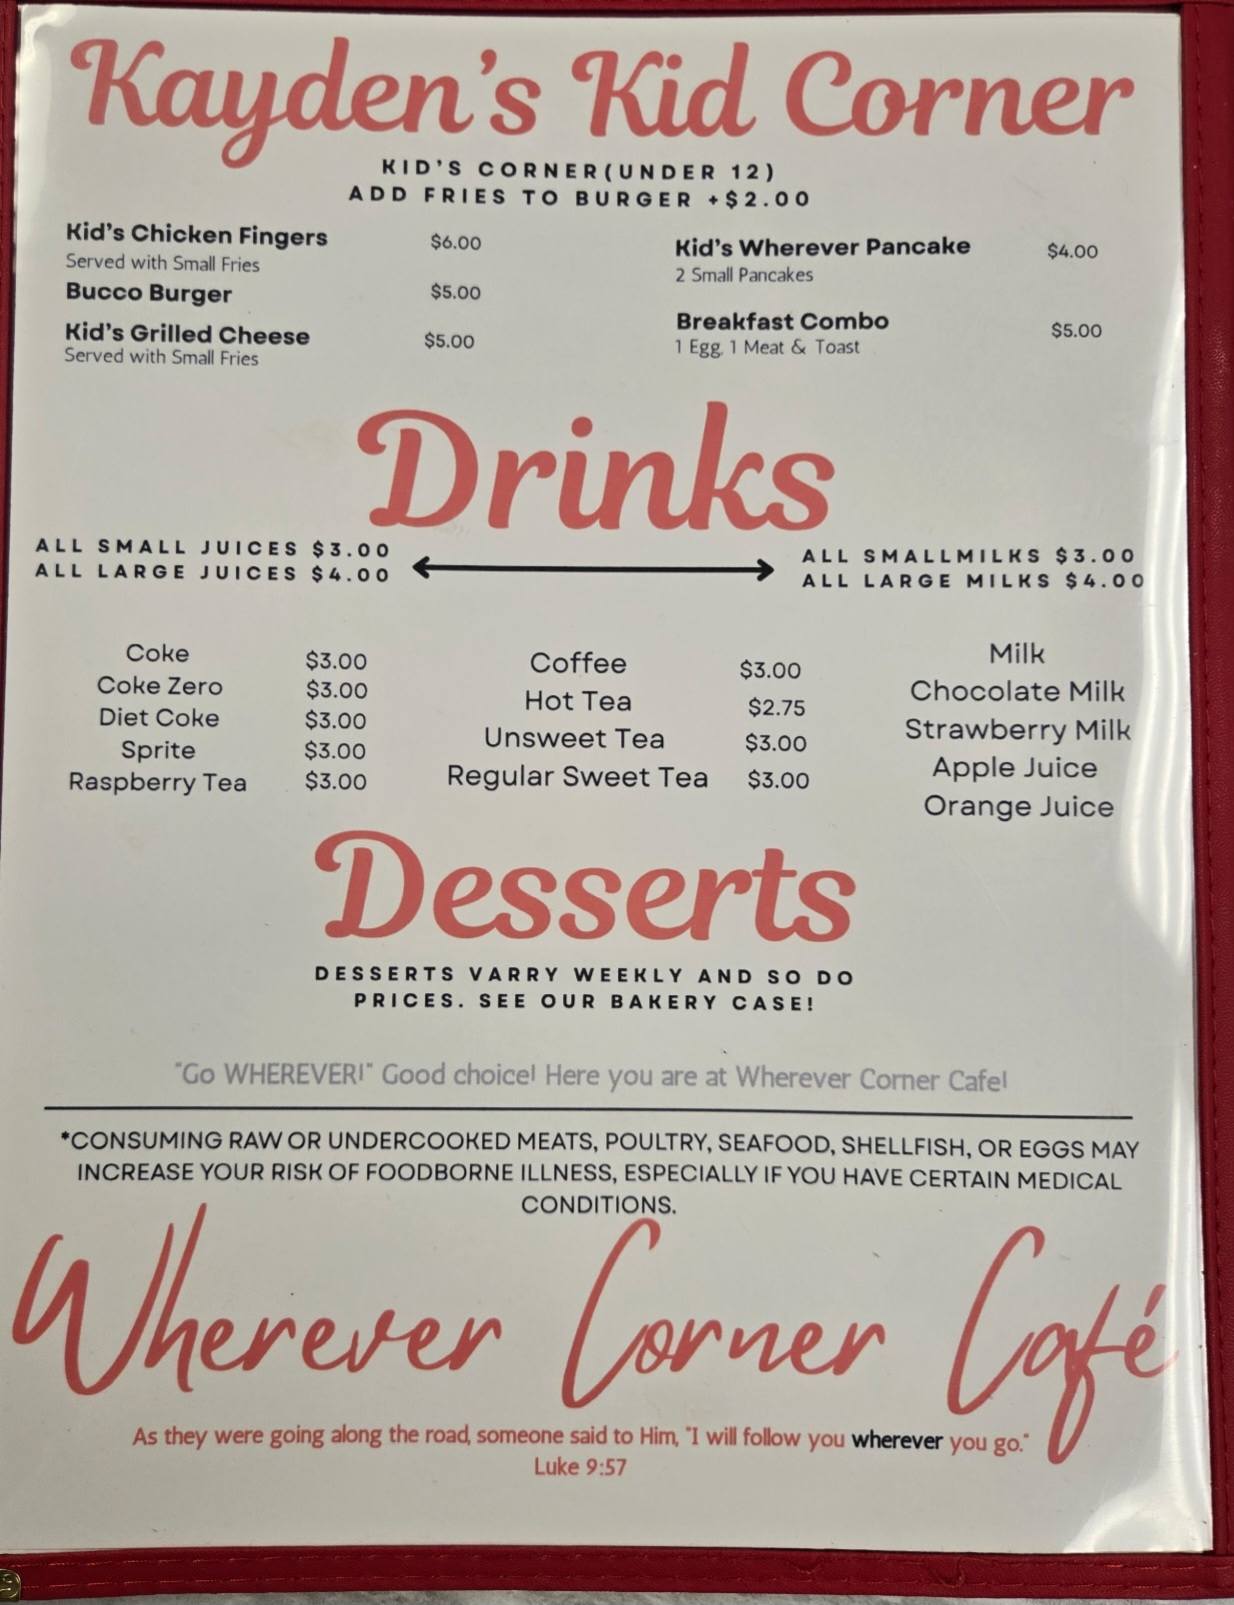 Kayden's Kid Corner
KID'S CORNER(UNDER 12)
ADD FRIES TO BURGER +$2.00
Kid's Chicken Fingers $6.00
Served with Small Fries
Bucco Burger $5.00
Kid's Grilled Cheese $5.00
Served with Small Fries
Kid's Wherever Pancake $4.00
2 Small Pancakes
Breakfast Combo $5.00
1 Egg, 1 Meat & Toast
Drinks
ALL SMALL JUICES $3.00
ALL LARGE JUICES $4.00
ALL SMALLMILKS $3.00
ALL LARGE MILKS $4.00
Coke $3.00
Coke Zero $3.00
Diet Coke $3.00
Sprite $3.00
Raspberry Tea $3.00
Coffee $3.00
Hot Tea $2.75
Unsweet Tea $3.00
Regular Sweet Tea $3.00
Milk
Chocolate Milk
Strawberry Milk
Apple Juice
Orange Juice
Desserts
DESSERTS VARRY WEEKLY AND SO DO
PRICES. SEE OUR BAKERY CASE!
"Go WHEREVER!" Good choice! Here you are at Wherever Corner Cafe!
*CONSUMING RAW OR UNDERCOOKED MEATS, POULTRY, SEAFOOD, SHELLFISH, OR EGGS MAY
INCREASE YOUR RISK OF FOODBORNE ILLNESS, ESPECIALLY IF YOU HAVE CERTAIN MEDICAL
CONDITIONS.
Wherever Corner Café
As they were going along the road, someone said to Him, "I will follow you wherever you go."
Luke 9:57